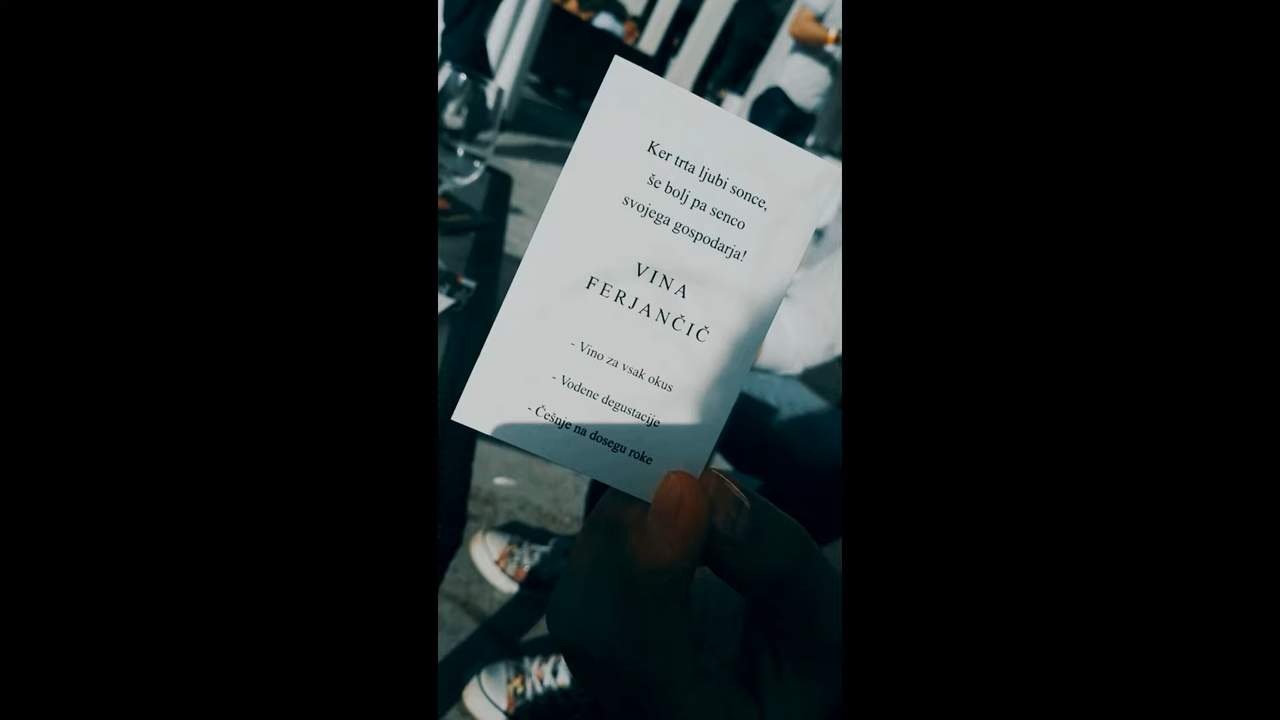 Ker trta ljubi sonce,
še bolj pa senco
svojega gospodarja!
VINA
FERJANČIČ
- Vino za vsak okus
- Vodene degustacije
- Češnje na dosegu roke